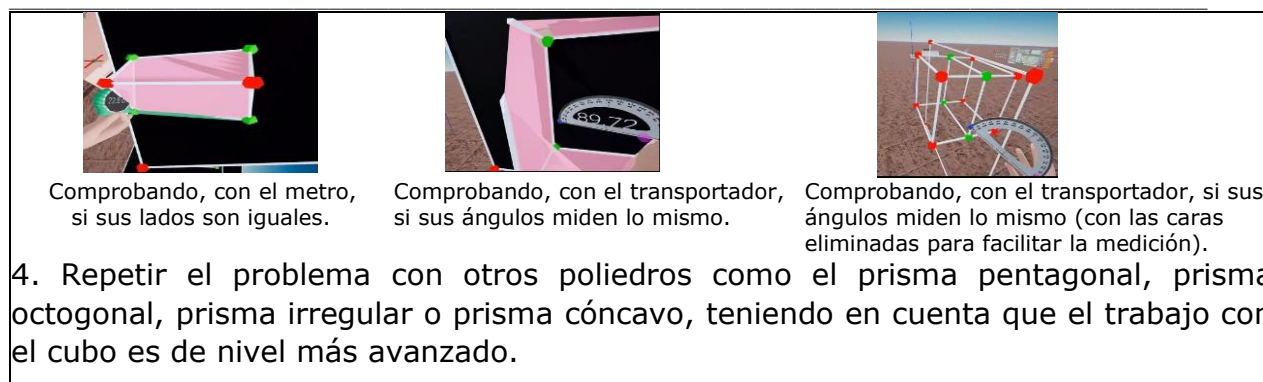 89.72
Comprobando, con el metro,
si sus lados son iguales.
Comprobando, con el transportador,
si sus ángulos miden lo mismo.
Comprobando, con el transportador, si sus
ángulos miden lo mismo (con las caras
eliminadas para facilitar la medición).
4. Repetir el problema con otros poliedros como el prisma pentagonal, prisma
octogonal, prisma irregular o prisma cóncavo, teniendo en cuenta que el trabajo con
el cubo es de nivel más avanzado.